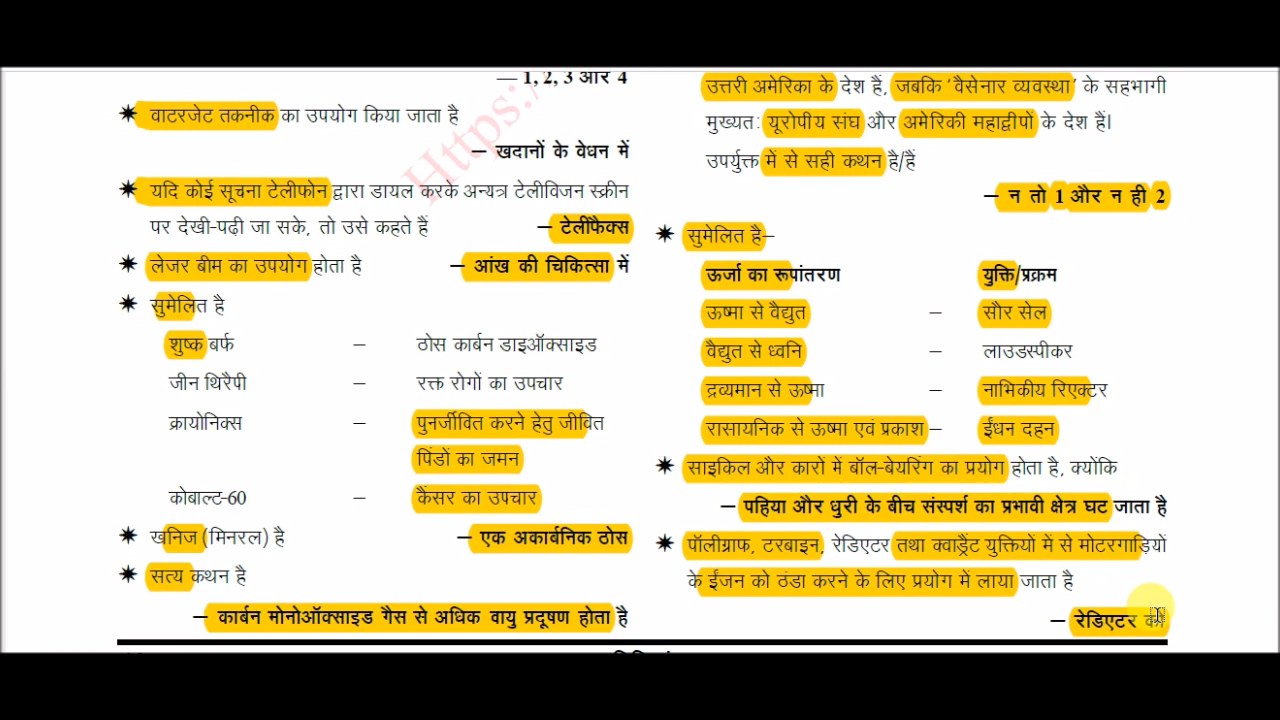 — 1, 2, 3 और 4
✶ वाटरजेट तकनीक का उपयोग किया जाता है
– खदानों के वेधन में
✶ यदि कोई सूचना टेलीफोन द्वारा डायल करके अन्यत्र टेलीविजन स्क्रीन
पर देखी-पढ़ी जा सके, तो उसे कहते हैं – टेलीफैक्स
✶ लेजर बीम का उपयोग होता है – आंख की चिकित्सा में
✶ सुमेलित है
शुष्क बर्फ – ठोस कार्बन डाइऑक्साइड
जीन थिरैपी – रक्त रोगों का उपचार
क्रायोनिक्स – पुनर्जीवित करने हेतु जीवित
पिंडों का जमन
कोबाल्ट-60 – कैंसर का उपचार
✶ खनिज (मिनरल) है – एक अकार्बनिक ठोस
✶ सत्य कथन है
– कार्बन मोनोऑक्साइड गैस से अधिक वायु प्रदूषण होता है
उत्तरी अमेरिका के देश हैं, जबकि 'वैसेनार व्यवस्था' के सहभागी
मुख्यत: यूरोपीय संघ और अमेरिकी महाद्वीपों के देश हैं।
उपर्युक्त में से सही कथन है/हैं
– न तो 1 और न ही 2
✶ सुमेलित है–
ऊर्जा का रूपांतरण युक्ति/प्रक्रम
ऊष्मा से वैद्युत – सौर सेल
वैद्युत से ध्वनि – लाउडस्पीकर
द्रव्यमान से ऊष्मा – नाभिकीय रिएक्टर
रासायनिक से ऊष्मा एवं प्रकाश – ईंधन दहन
✶ साइकिल और कारों में बॉल-बेयरिंग का प्रयोग होता है, क्योंकि
– पहिया और धुरी के बीच संस्पर्श का प्रभावी क्षेत्र घट जाता है
✶ पॉलीग्राफ, टरबाइन, रेडिएटर तथा क्वाड्रैंट युक्तियों में से मोटरगाड़ियों
के ईंजन को ठंडा करने के लिए प्रयोग में लाया जाता है
– रेडिएटर को
Https:/